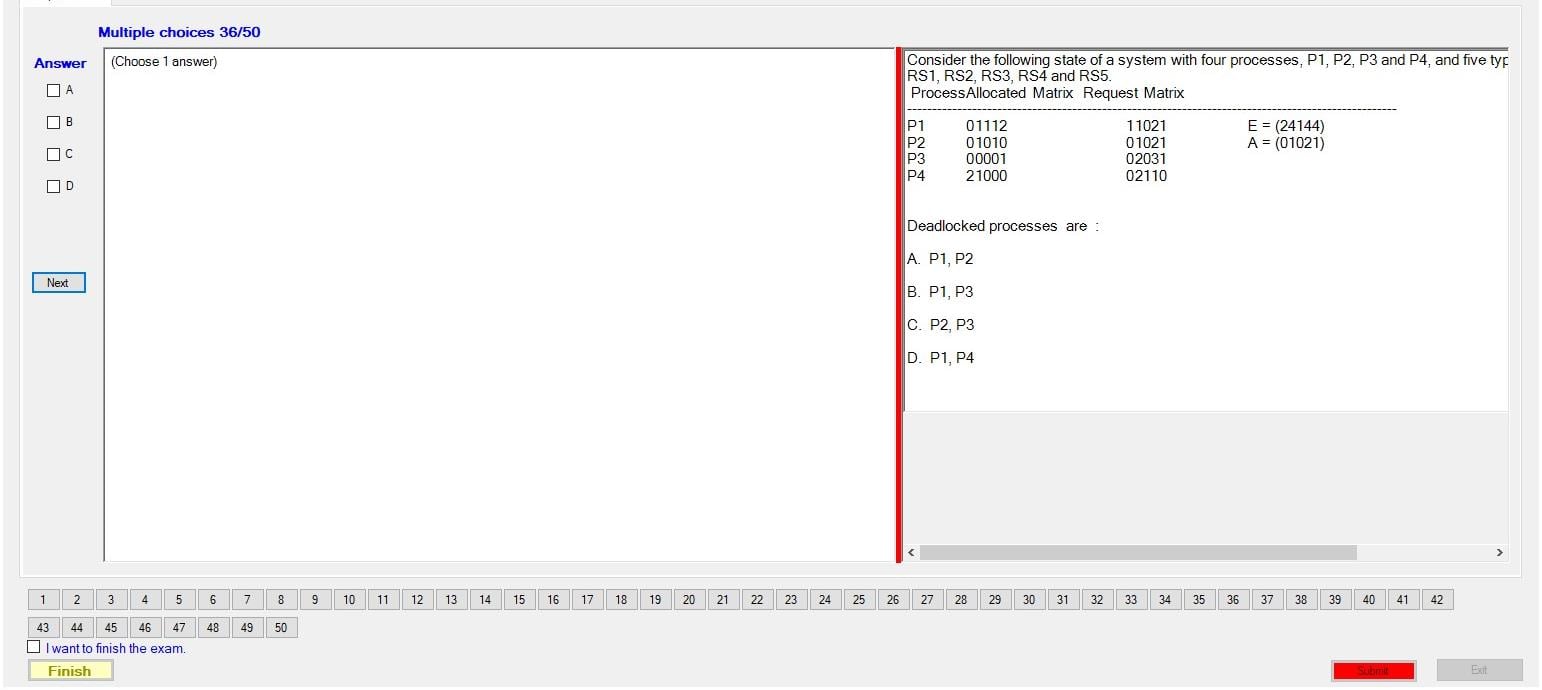 Multiple choices 36/50
Answer
(Choose 1 answer)
A
B
C
D
Next
Consider the following state of a system with four processes, P1, P2, P3 and P4, and five typ
RS1, RS2, RS3, RS4 and RS5.
ProcessAllocated Matrix Request Matrix
----------------------------------------------------------------------------------------------------
P1 01112 11021 E = (24144)
P2 01010 01021 A = (01021)
P3 00001 02031
P4 21000 02110
Deadlocked processes are :
A. P1, P2
B. P1, P3
C. P2, P3
D. P1, P4
1 2 3 4 5 6 7 8 9 10 11 12 13 14 15 16 17 18 19 20 21 22 23 24 25 26 27 28 29 30 31 32 33 34 35 36 37 38 39 40 41 42
43 44 45 46 47 48 49 50
I want to finish the exam.
Finish
Submit
Exit